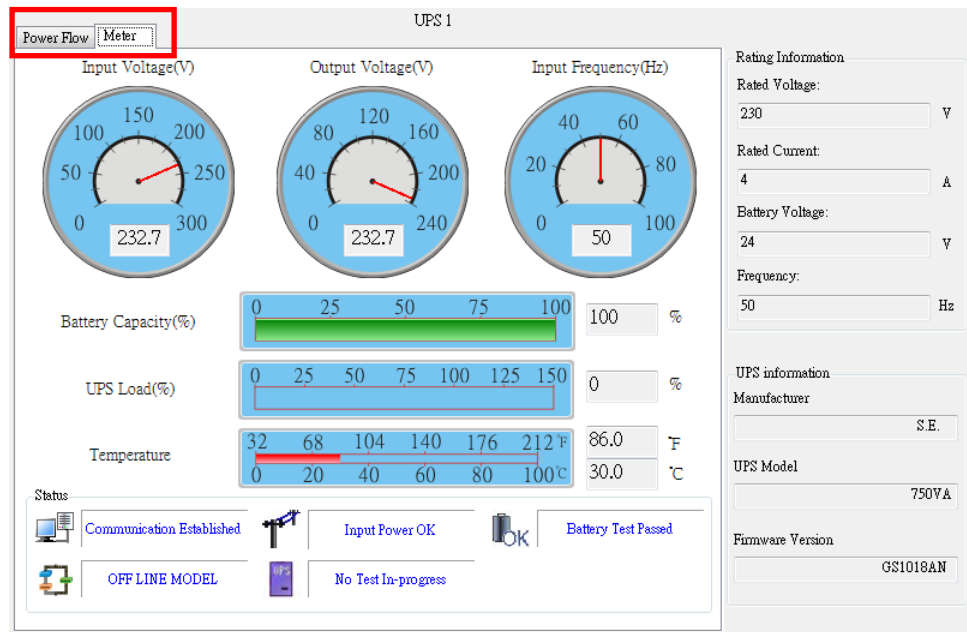 UPS 1
Power Flow Meter
Input Voltage(V) Output Voltage(V) Input Frequency(Hz)
0 50 100 150 200 250 300
232.7
0 40 80 120 160 200 240
232.7
0 20 40 60 80 100
50
Battery Capacity(%) 0 25 50 75 100 100 %
UPS Load(%) 0 25 50 75 100 125 150 0 %
Temperature
32 68 104 140 176 212 °F 86.0 °F
0 20 40 60 80 100 °C 30.0 °C
Status
Communication Established Input Power OK OK Battery Test Passed
OFF LINE MODEL UPS No Test In-progress
Rating Information
Rated Voltage:
230 V
Rated Current:
4 A
Battery Voltage:
24 V
Frequency:
50 Hz
UPS information
Manufacturer
S.E.
UPS Model
750VA
Firmware Version
GS1018AN